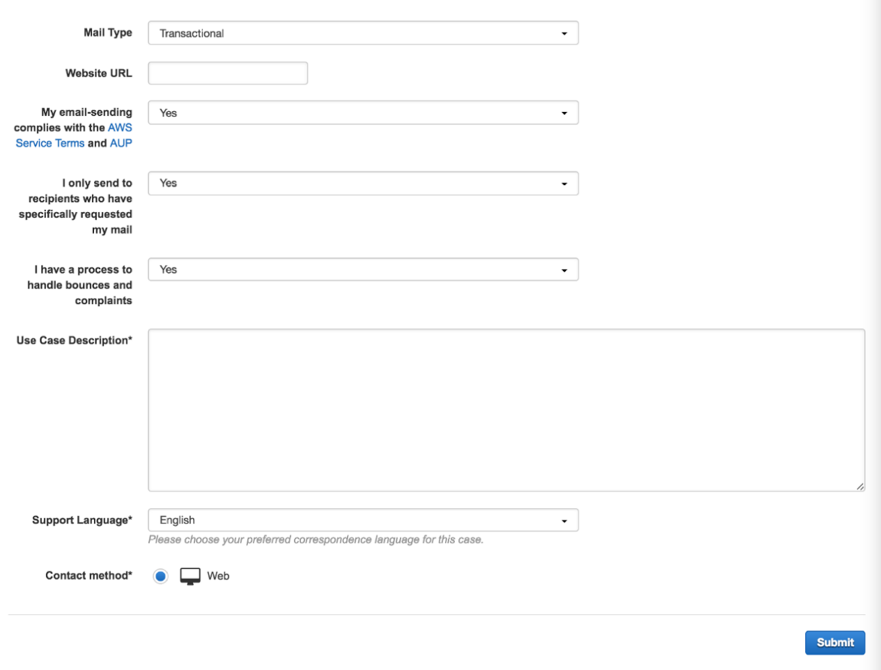 Mail Type
Transactional
Website URL
My email-sending
Yes
complies with the AWS
Service Terms and AUP
I only send to
Yes
recipients who have
specifically requested
my mail
I have a process to
Yes
handle bounces and
complaints
Use Case Description*
Support Language*
English
Please choose your preferred correspondence language for this case.
Contact method*
Web
Submit